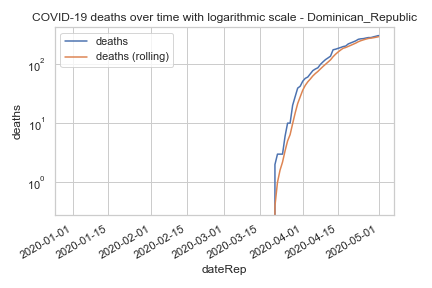 COVID-19 deaths over time with logarithmic scale - Dominican_Republic
deaths
deaths (rolling)
10²
10¹
10⁰
deaths
2020-01-01
2020-01-15
2020-02-01
2020-02-15
2020-03-01
2020-03-15
2020-04-01
2020-04-15
2020-05-01
dateRep